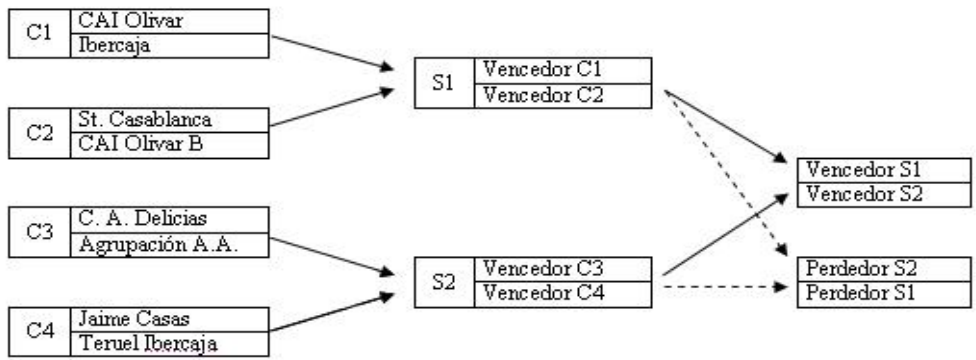 C1
CAI Olivar
Ibercaja
C2
St. Casablanca
CAI Olivar B
C3
C. A. Delicias
Agrupación A.A.
C4
Jaime Casas
Teruel Ibercaja
S1
Vencedor C1
Vencedor C2
S2
Vencedor C3
Vencedor C4
Vencedor S1
Vencedor S2
Perdedor S2
Perdedor S1